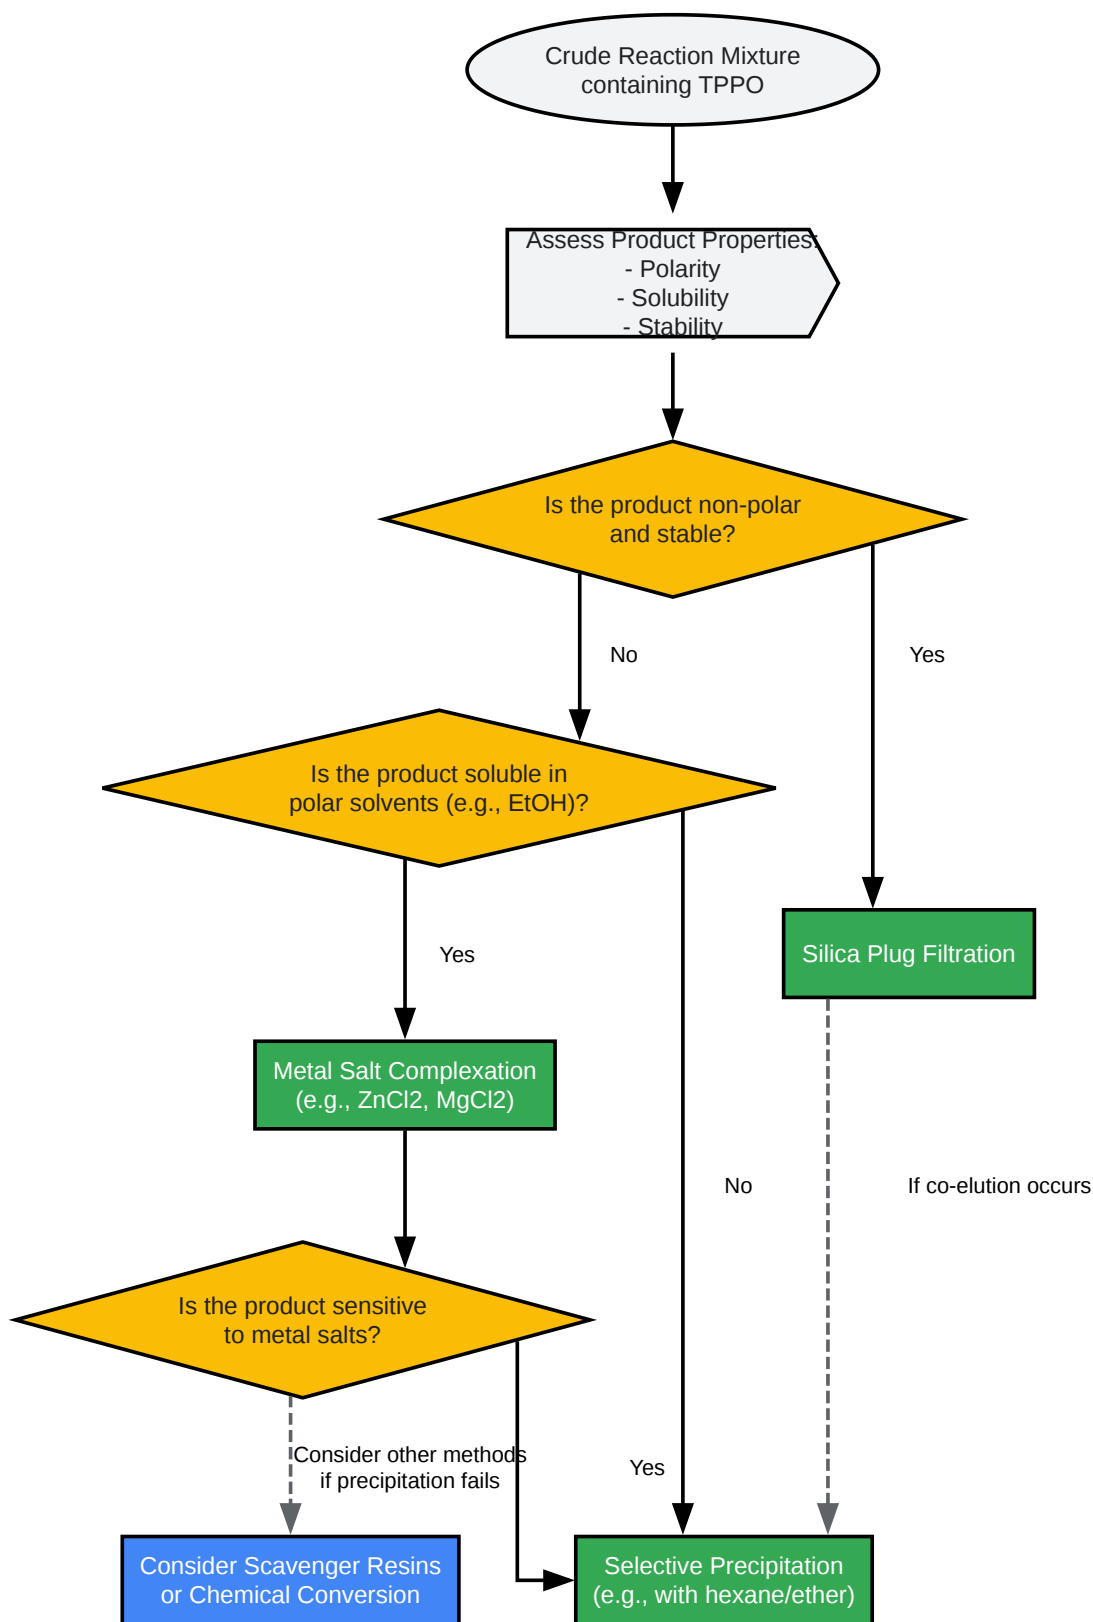 Crude Reaction Mixture
containing TPPO
Assess Product Properties:
- Polarity
- Solubility
- Stability
Is the product non-polar
and stable?
No
Yes
Is the product soluble in
polar solvents (e.g., EtOH)?
Silica Plug Filtration
Yes
Metal Salt Complexation
(e.g., ZnCl2, MgCl2)
No
If co-elution occurs
Is the product sensitive
to metal salts?
Consider other methods
if precipitation fails
Yes
Consider Scavenger Resins
or Chemical Conversion
Selective Precipitation
(e.g., with hexane/ether)